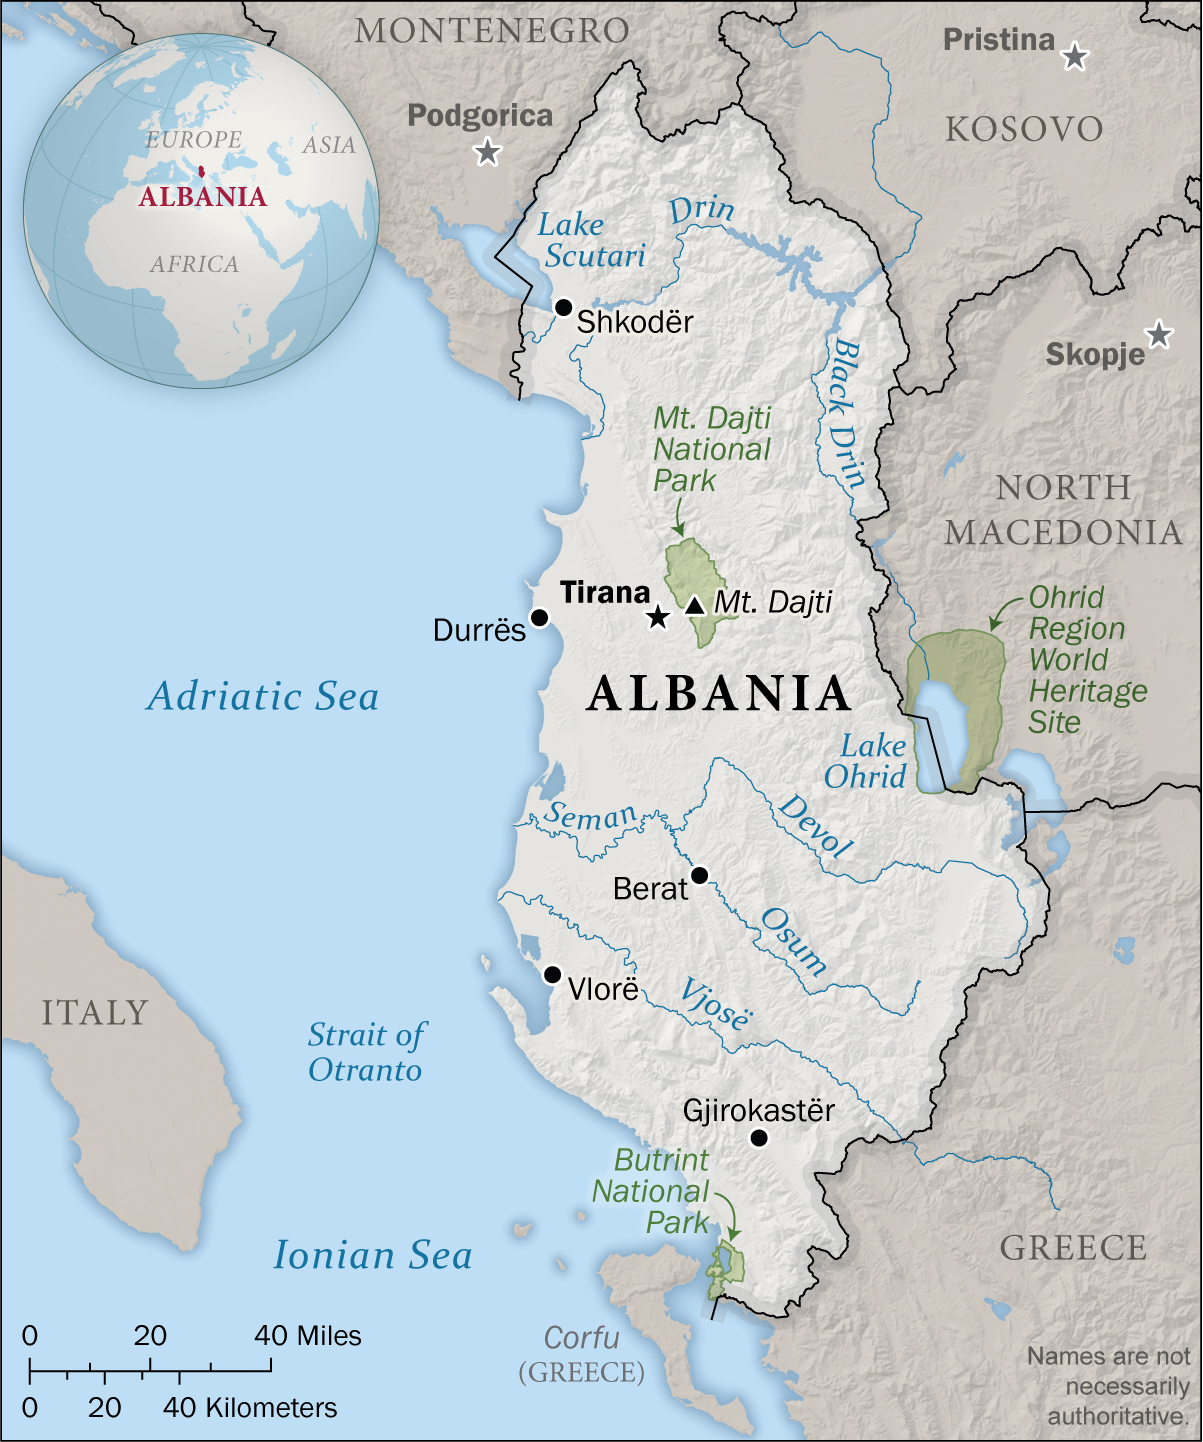 MONTENEGRO
Pristina
Podgorica
KOSOVO
EUROPE
ASIA
ALBANIA
AFRICA
Drin
Lake
Scutari
Shkodër
Skopje
Black Drin
Mt. Dajti
National
Park
NORTH
MACEDONIA
Tirana
Mt. Dajti
Durrës
Ohrid
Region
World
Heritage
Site
Adriatic Sea
ALBANIA
Lake
Ohrid
Seman
Devol
Berat
Osum
Vlorë
Vjosë
ITALY
Strait of
Otranto
Gjirokastër
Butrint
National
Park
Ionian Sea
GREECE
Corfu
(GREECE)
0 20 40 Miles
0 20 40 Kilometers
Names are not
necessarily
authoritative.